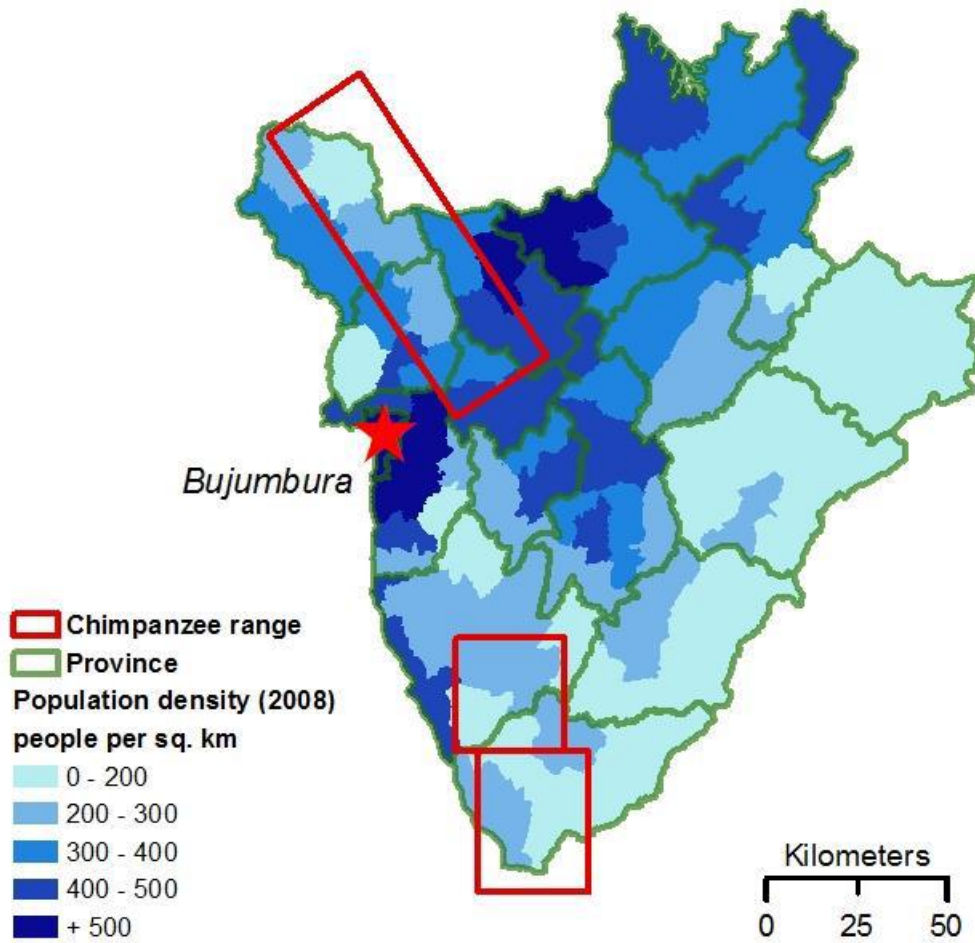 Bujumbura
Chimpanzee range
Province
Population density (2008)
people per sq. km
0 - 200
200 - 300
300 - 400
400 - 500
+ 500
Kilometers
0 25 50